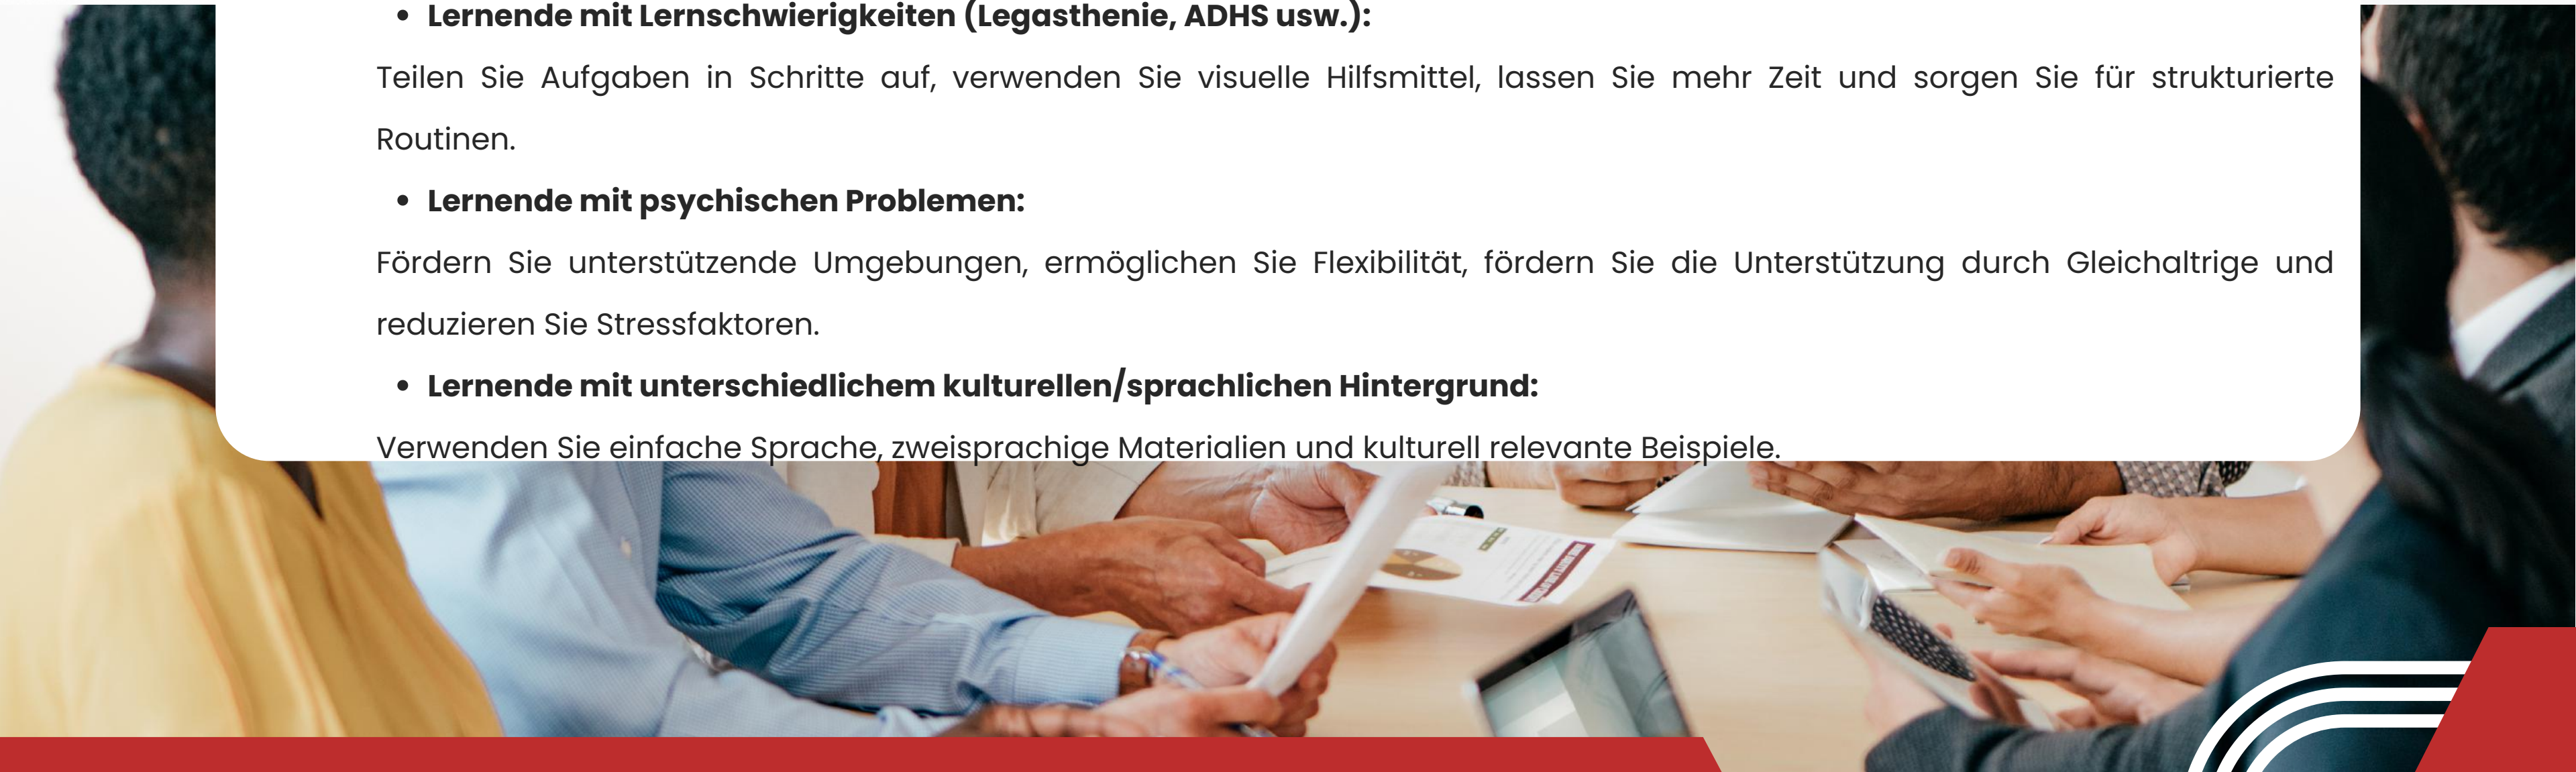 • Lernende mit Lernschwierigkeiten (Legasthenie, ADHS usw.):
Teilen Sie Aufgaben in Schritte auf, verwenden Sie visuelle Hilfsmittel, lassen Sie mehr Zeit und sorgen Sie für strukturierte
Routinen.
• Lernende mit psychischen Problemen:
Fördern Sie unterstützende Umgebungen, ermöglichen Sie Flexibilität, fördern Sie die Unterstützung durch Gleichaltrige und
reduzieren Sie Stressfaktoren.
• Lernende mit unterschiedlichem kulturellen/sprachlichen Hintergrund:
Verwenden Sie einfache Sprache, zweisprachige Materialien und kulturell relevante Beispiele.